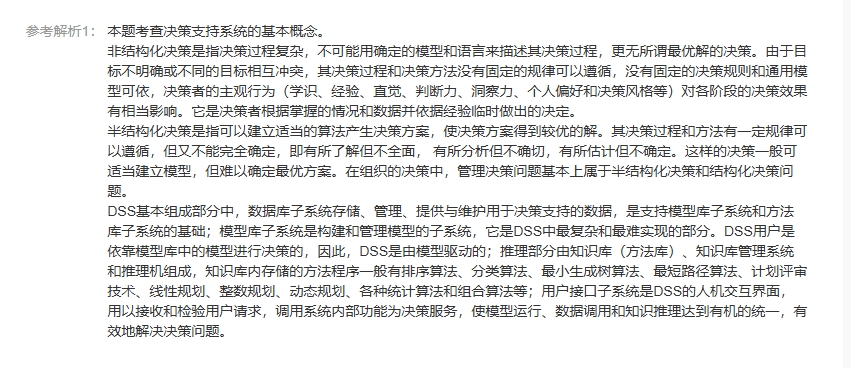 参考解析1： 本题考查决策支持系统的基本概念。
非结构化决策是指决策过程复杂，不可能用确定的模型和语言来描述其决策过程，更无所谓最优解的决策。由于目
标不明确或不同的目标相互冲突，其决策过程和决策方法没有固定的规律可以遵循，没有固定的决策规则和通用模
型可依，决策者的主观行为（学识、经验、直觉、判断力、洞察力、个人偏好和决策风格等）对各阶段的决策效果
有相当影响。它是决策者根据掌握的情况和数据并依据经验临时做出的决定。
半结构化决策是指可以建立适当的算法产生决策方案，使决策方案得到较优的解。其决策过程和方法有一定规律可
以遵循，但又不能完全确定，即有所了解但不全面， 有所分析但不确切，有所估计但不确定。这样的决策一般可
适当建立模型，但难以确定最优方案。在组织的决策中，管理决策问题基本上属于半结构化决策和结构化决策问
题。
DSS基本组成部分中，数据库子系统存储、管理、提供与维护用于决策支持的数据，是支持模型库子系统和方法
库子系统的基础；模型库子系统是构建和管理模型的子系统，它是DSS中最复杂和最难实现的部分。DSS用户是
依靠模型库中的模型进行决策的，因此，DSS是由模型驱动的；推理部分由知识库（方法库）、知识库管理系统
和推理机组成，知识库内存储的方法程序一般有排序算法、分类算法、最小生成树算法、最短路径算法、计划评审
技术、线性规划、整数规划、动态规划、各种统计算法和组合算法等；用户接口子系统是DSS的人机交互界面，
用以接收和检验用户请求，调用系统内部功能为决策服务，使模型运行、数据调用和知识推理达到有机的统一，有
效地解决决策问题。